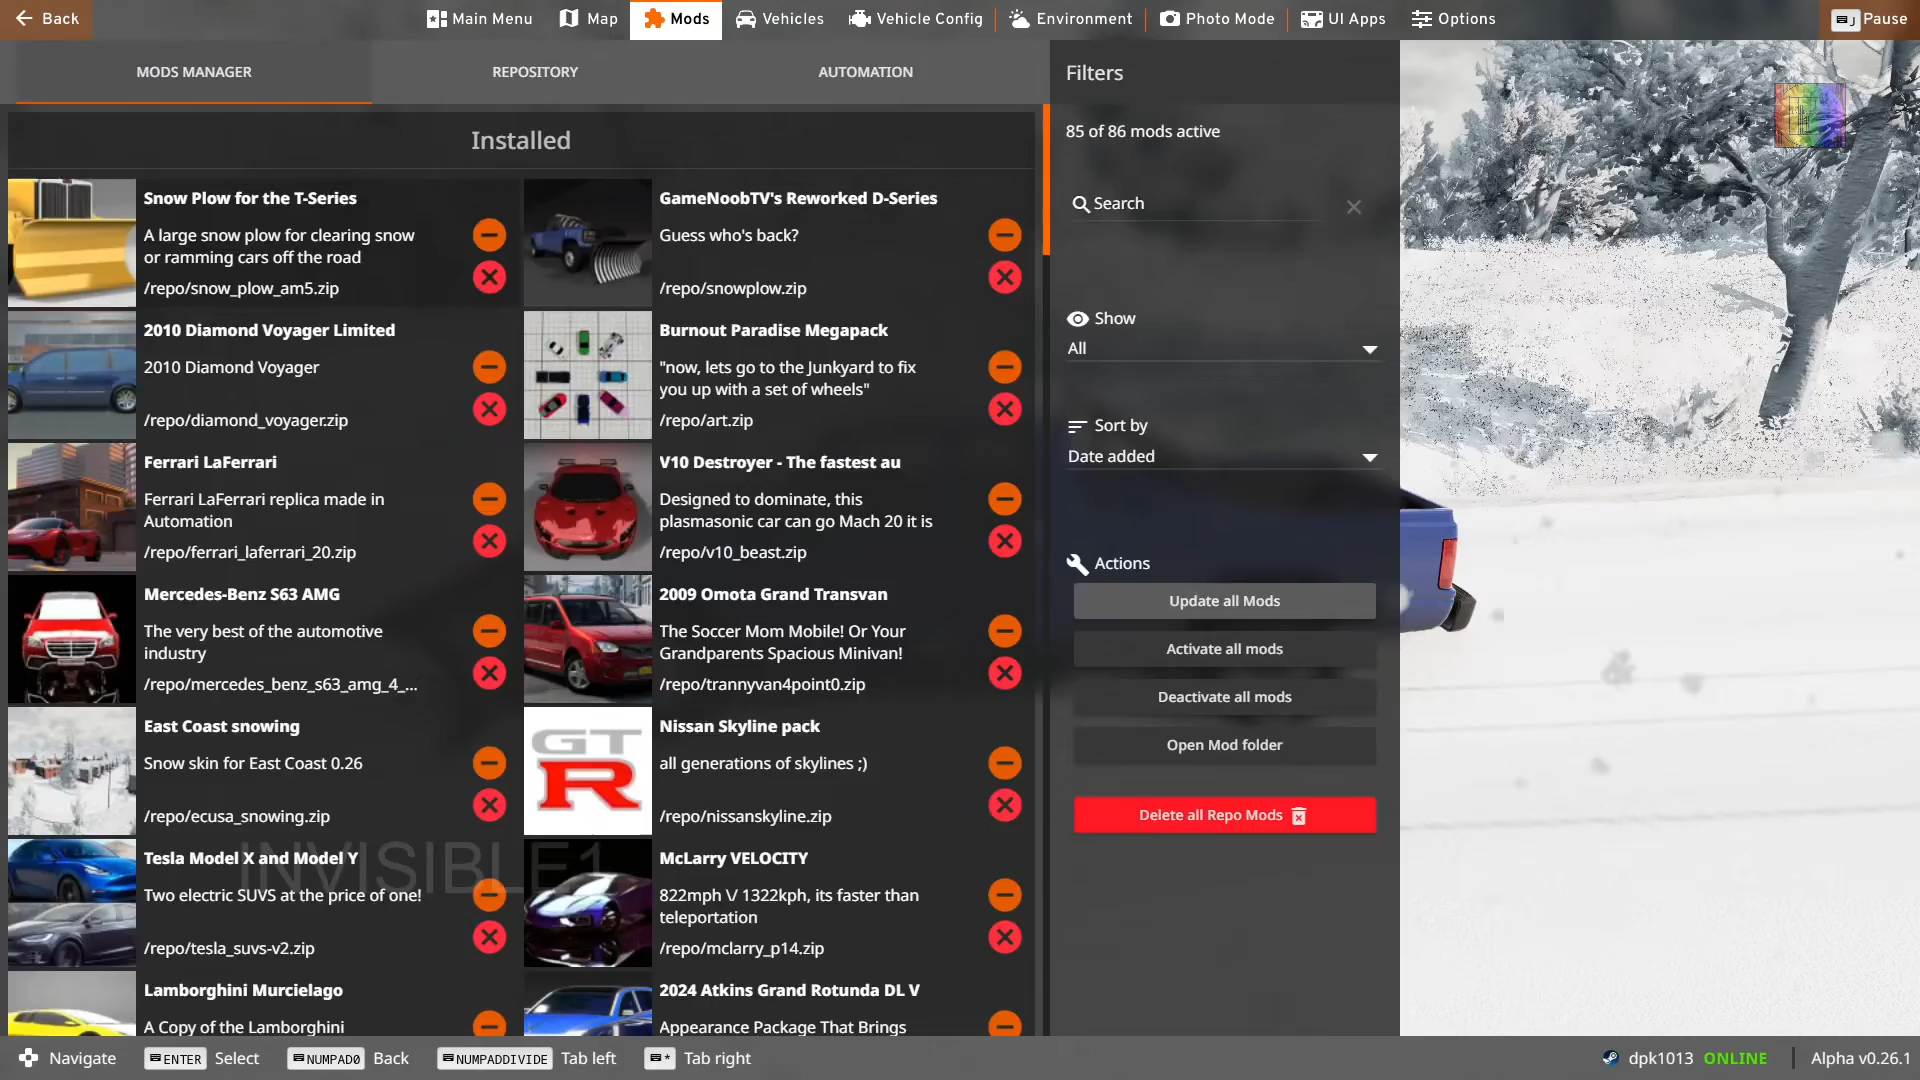 Back
Main Menu
Map
Mods
Vehicles
Vehicle Config
Environment
Photo Mode
UI Apps
Options
J Pause
MODS MANAGER
REPOSITORY
AUTOMATION
Installed
Snow Plow for the T-Series
A large snow plow for clearing snow
or ramming cars off the road
/repo/snow_plow_am5.zip
GameNoobTV's Reworked D-Series
Guess who's back?
/repo/snowplow.zip
2010 Diamond Voyager Limited
2010 Diamond Voyager
/repo/diamond_voyager.zip
Burnout Paradise Megapack
"now, lets go to the Junkyard to fix
you up with a set of wheels"
/repo/art.zip
Ferrari LaFerrari
Ferrari LaFerrari replica made in
Automation
/repo/ferrari_laferrari_20.zip
V10 Destroyer - The fastest au
Designed to dominate, this
plasmasonic car can go Mach 20 it is
/repo/v10_beast.zip
Mercedes-Benz S63 AMG
The very best of the automotive
industry
/repo/mercedes_benz_s63_amg_4_...
2009 Omota Grand Transvan
The Soccer Mom Mobile! Or Your
Grandparents Spacious Minivan!
/repo/trannyvan4point0.zip
East Coast snowing
Snow skin for East Coast 0.26
/repo/ecusa_snowing.zip
GT
R
Nissan Skyline pack
all generations of skylines ;)
/repo/nissanskyline.zip
INVISIBLE1
Tesla Model X and Model Y
Two electric SUVS at the price of one!
/repo/tesla_suvs-v2.zip
McLarry VELOCITY
822mph \/ 1322kph, its faster than
teleportation
/repo/mclarry_p14.zip
Lamborghini Murcielago
A Copy of the Lamborghini
2024 Atkins Grand Rotunda DL V
Appearance Package That Brings
Filters
85 of 86 mods active
Search
Show
All
Sort by
Date added
Actions
Update all Mods
Activate all mods
Deactivate all mods
Open Mod folder
Delete all Repo Mods
Navigate
ENTER Select
NUMPAD0 Back
NUMPADDIVIDE Tab left
* Tab right
dpk1013 ONLINE
Alpha v0.26.1